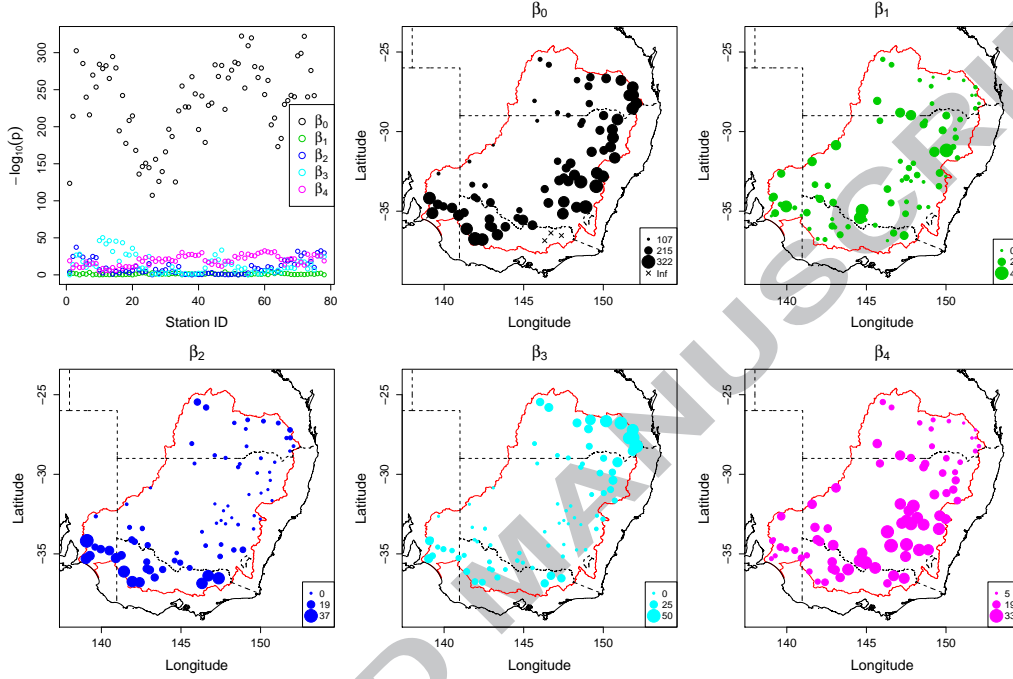 −log₁₀(p)
300
250
200
150
100
50
0
β₀
β₁
β₂
β₃
β₄
0 20 40 60 80
Station ID
β₀
Latitude
−25
−30
−35
107
215
322
Inf
140 145 150
Longitude
β₁
Latitude
−25
−30
−35
0
2
4
140 145 150
Longitude
β₂
Latitude
−25
−30
−35
0
19
37
140 145 150
Longitude
β₃
Latitude
−25
−30
−35
0
25
50
140 145 150
Longitude
β₄
Latitude
−25
−30
−35
5
19
33
140 145 150
Longitude
D MANUSCRI